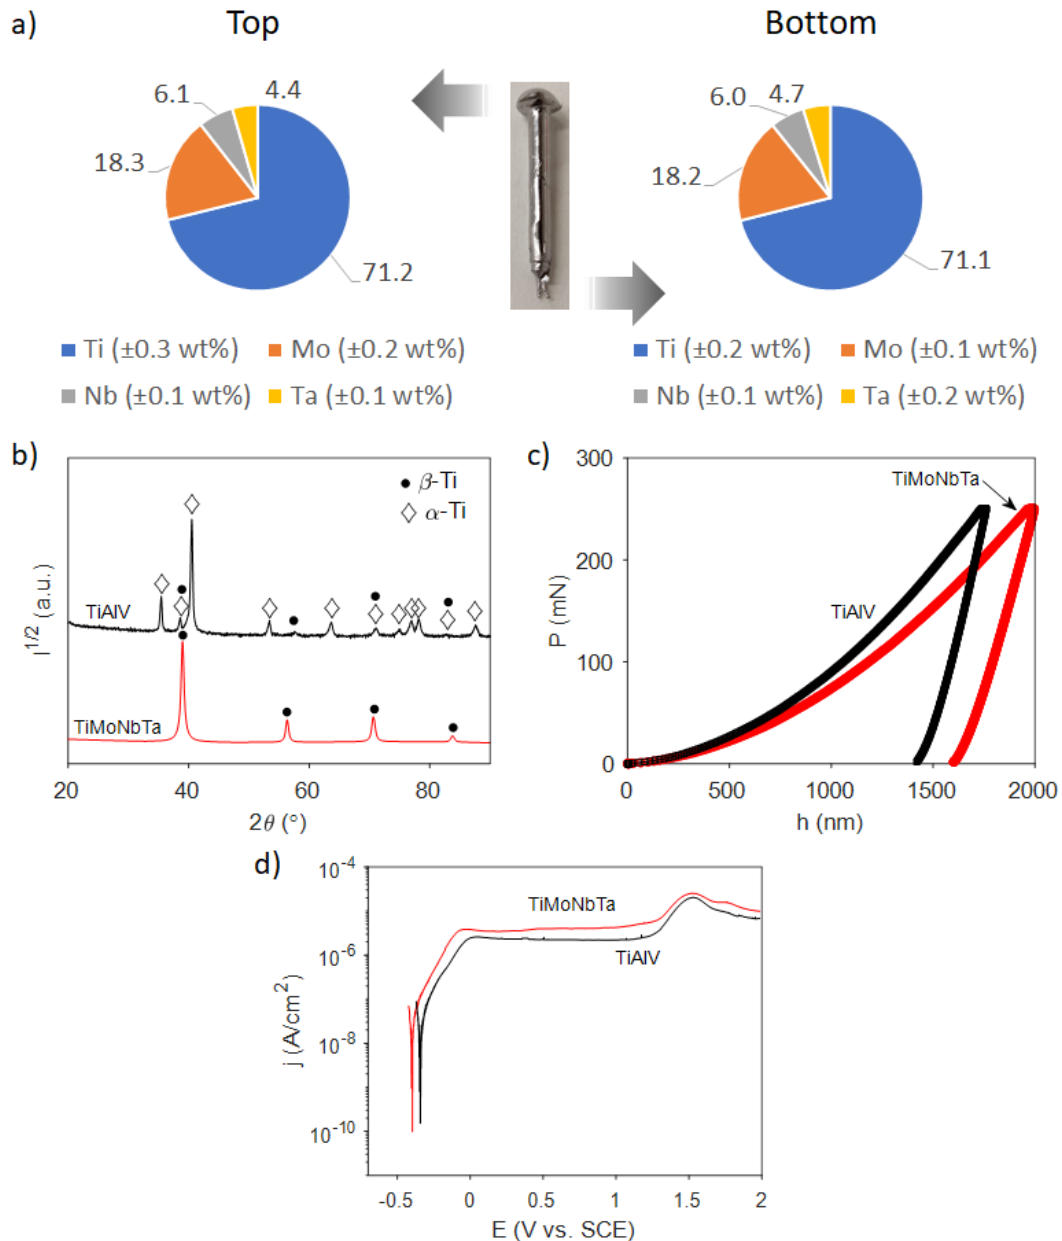 a) Top Bottom
6.1 4.4 6.0 4.7
18.3 18.2
71.2 71.1
Ti (±0.3 wt%) Mo (±0.2 wt%) Ti (±0.2 wt%) Mo (±0.1 wt%)
Nb (±0.1 wt%) Ta (±0.1 wt%) Nb (±0.1 wt%) Ta (±0.2 wt%)
b)
β-Ti
α-Ti
TiAlV
TiMoNbTa
I^1/2 (a.u.)
20 40 60 80
2θ (°)
c)
300
TiMoNbTa
200
TiAlV
100
0
P (mN)
0 500 1000 1500 2000
h (nm)
d)
10^-4
TiMoNbTa
10^-6
TiAlV
10^-8
10^-10
j (A/cm^2)
-0.5 0 0.5 1 1.5 2
E (V vs. SCE)